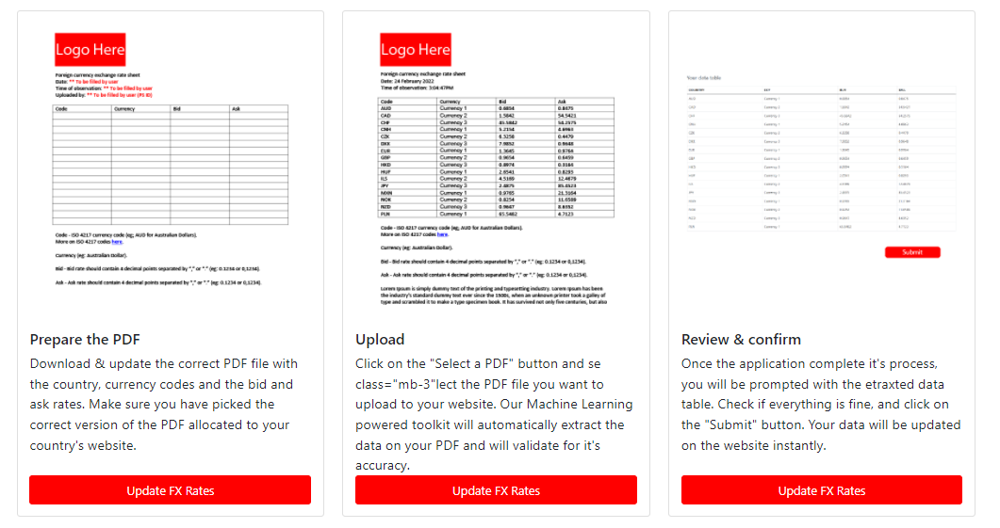 Logo Here
Foreign currency exchange rate sheet
Date: ** To be filled by user
Time of observation: ** To be filled by user
Uploaded by: ** To be filled by user (PS ID)
Code Currency Bid Ask
Code - ISO 4217 currency code (eg; AUD for Australian Dollars).
More on ISO 4217 codes here.
Currency (eg: Australian Dollar).
Bid - Bid rate should contain 4 decimal points separated by "," or "." (eg: 0.1234 or 0,1234).
Ask - Ask rate should contain 4 decimal points separated by "," or "." (eg: 0.1234 or 0,1234).
Prepare the PDF
Download & update the correct PDF file with
the country, currency codes and the bid and
ask rates. Make sure you have picked the
correct version of the PDF allocated to your
country's website.
Update FX Rates
Logo Here
Foreign currency exchange rate sheet
Date: 24 February 2022
Time of observation: 3:04:47PM
Code Currency Bid Ask
AUD Currency 1 0.6854 0.8475
CAD Currency 2 1.5842 54.5421
CHF Currency 3 45.5842 54.2575
CNH Currency 1 5.2154 4.6963
CZK Currency 2 6.5258 0.4479
DKK Currency 3 7.9852 0.9648
EUR Currency 1 1.3645 0.9764
GBP Currency 2 0.9654 0.6459
HKD Currency 3 0.8974 0.3164
HUF Currency 1 2.6541 0.8293
ILS Currency 2 4.5169 12.4879
JPY Currency 3 2.4875 85.4523
MXN Currency 1 0.9785 21.5164
NOK Currency 2 0.8254 11.6589
NZD Currency 3 0.9647 8.8352
PLN Currency 1 65.5482 4.7123
Code - ISO 4217 currency code (eg; AUD for Australian Dollars).
More on ISO 4217 codes here.
Currency (eg: Australian Dollar).
Bid - Bid rate should contain 4 decimal points separated by "," or "." (eg: 0.1234 or 0,1234).
Ask - Ask rate should contain 4 decimal points separated by "," or "." (eg: 0.1234 or 0,1234).
Lorem Ipsum is simply dummy text of the printing and typesetting industry. Lorem Ipsum has been
the industry's standard dummy text ever since the 1500s, when an unknown printer took a galley of
type and scrambled it to make a type specimen book. It has survived not only five centuries, but also
Upload
Click on the "Select a PDF" button and se
class="mb-3"lect the PDF file you want to
upload to your website. Our Machine Learning
powered toolkit will automatically extract the
data on your PDF and will validate for it's
accuracy.
Update FX Rates
Your data table
Submit
Review & confirm
Once the application complete it's process,
you will be prompted with the etraxted data
table. Check if everything is fine, and click on
the "Submit" button. Your data will be updated
on the website instantly.
Update FX Rates